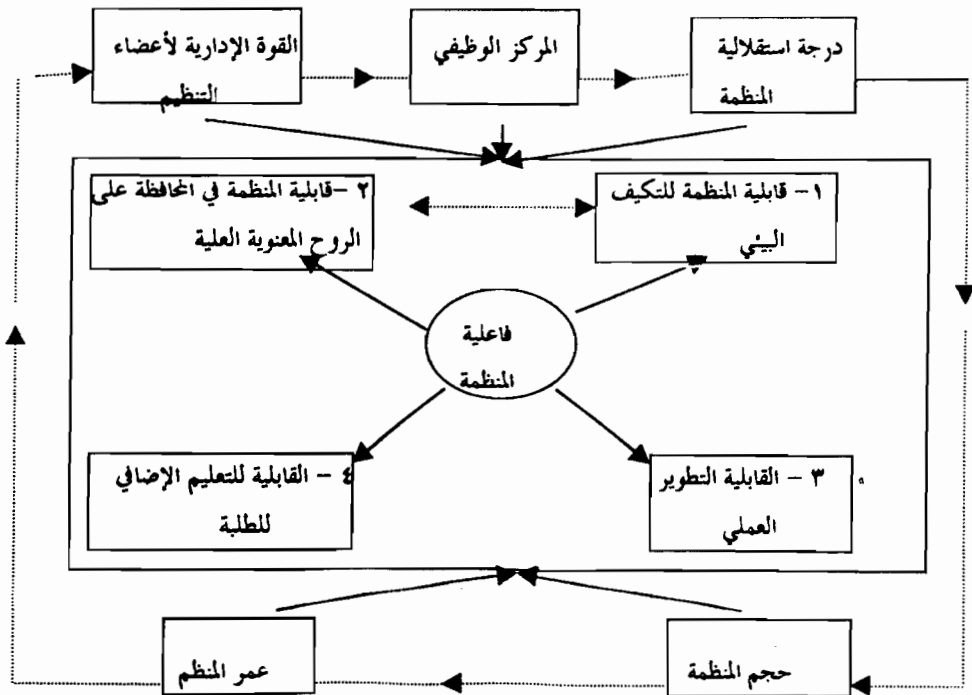 درجة استقلالية
المنظمة
المركز الوظيفي
القوة الإدارية لأعضاء
التنظيم
١- قابلية المنظمة للتكيف
البيئي
٢-قابلية المنظمة في المحافظة على
الروح المعنوية العلية
فاعلية
المنظمة
٣ - القابلية التطوير
العملي
٤ - القابلية للتعليم الإضافي
للطلبة
حجم المنظمة
عمر المنظم